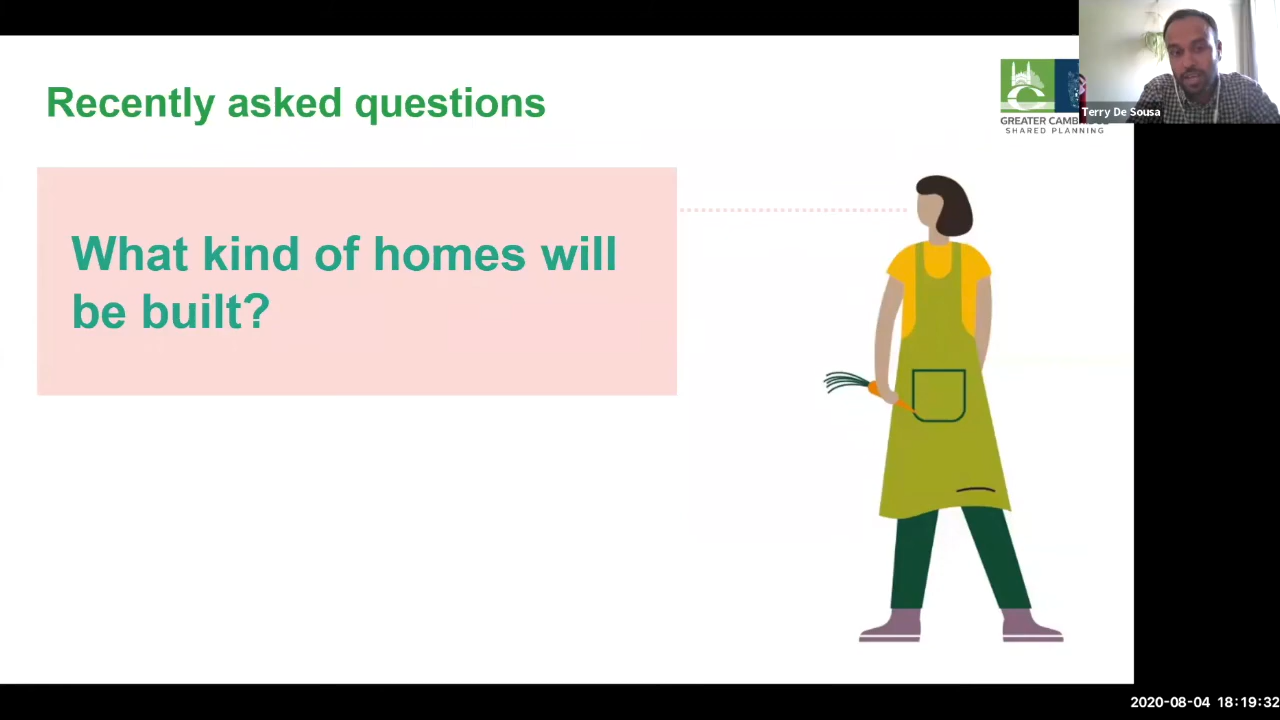 Recently asked questions
GREATER CAMB
SHARED PLANNING
Terry De Sousa
What kind of homes will
be built?
2020-08-04 18:19:32